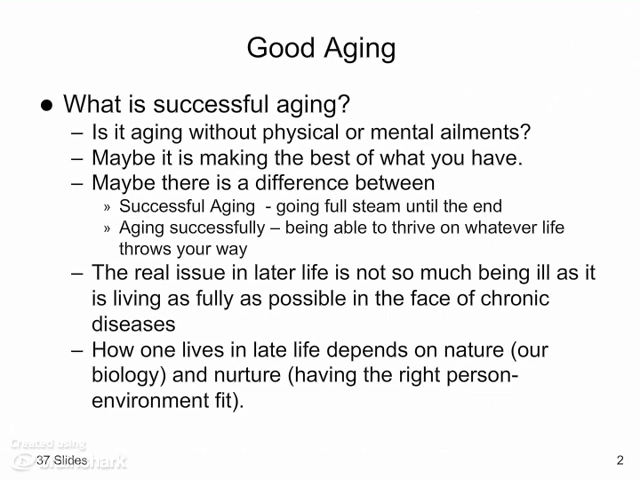 Good Aging
● What is successful aging?
– Is it aging without physical or mental ailments?
– Maybe it is making the best of what you have.
– Maybe there is a difference between
» Successful Aging - going full steam until the end
» Aging successfully – being able to thrive on whatever life
throws your way
– The real issue in later life is not so much being ill as it
is living as fully as possible in the face of chronic
diseases
– How one lives in late life depends on nature (our
biology) and nurture (having the right person-
environment fit).
Created using
brainshark
37 Slides
2